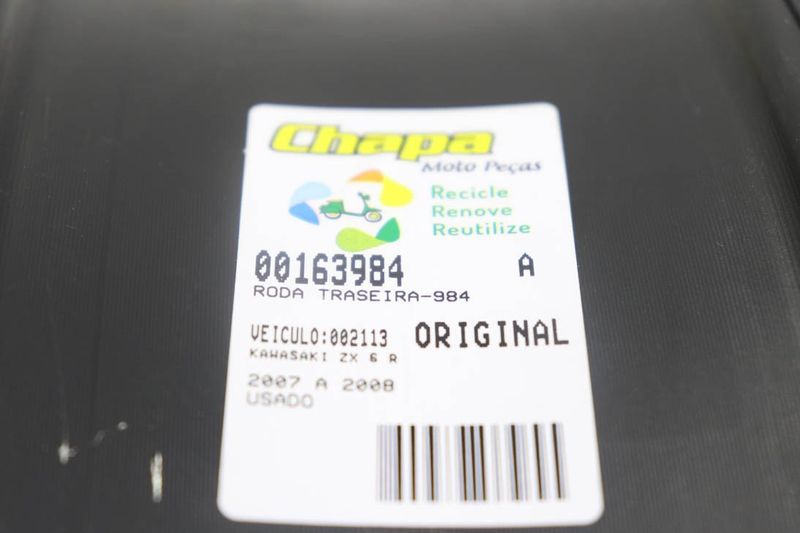 Chapa
Moto Peças
Recicle
Renove
Reutilize
00163984 A
RODA TRASEIRA-984
VEICULO:002113 ORIGINAL
KAWASAKI ZX 6 R
2007 A 2008
USADO